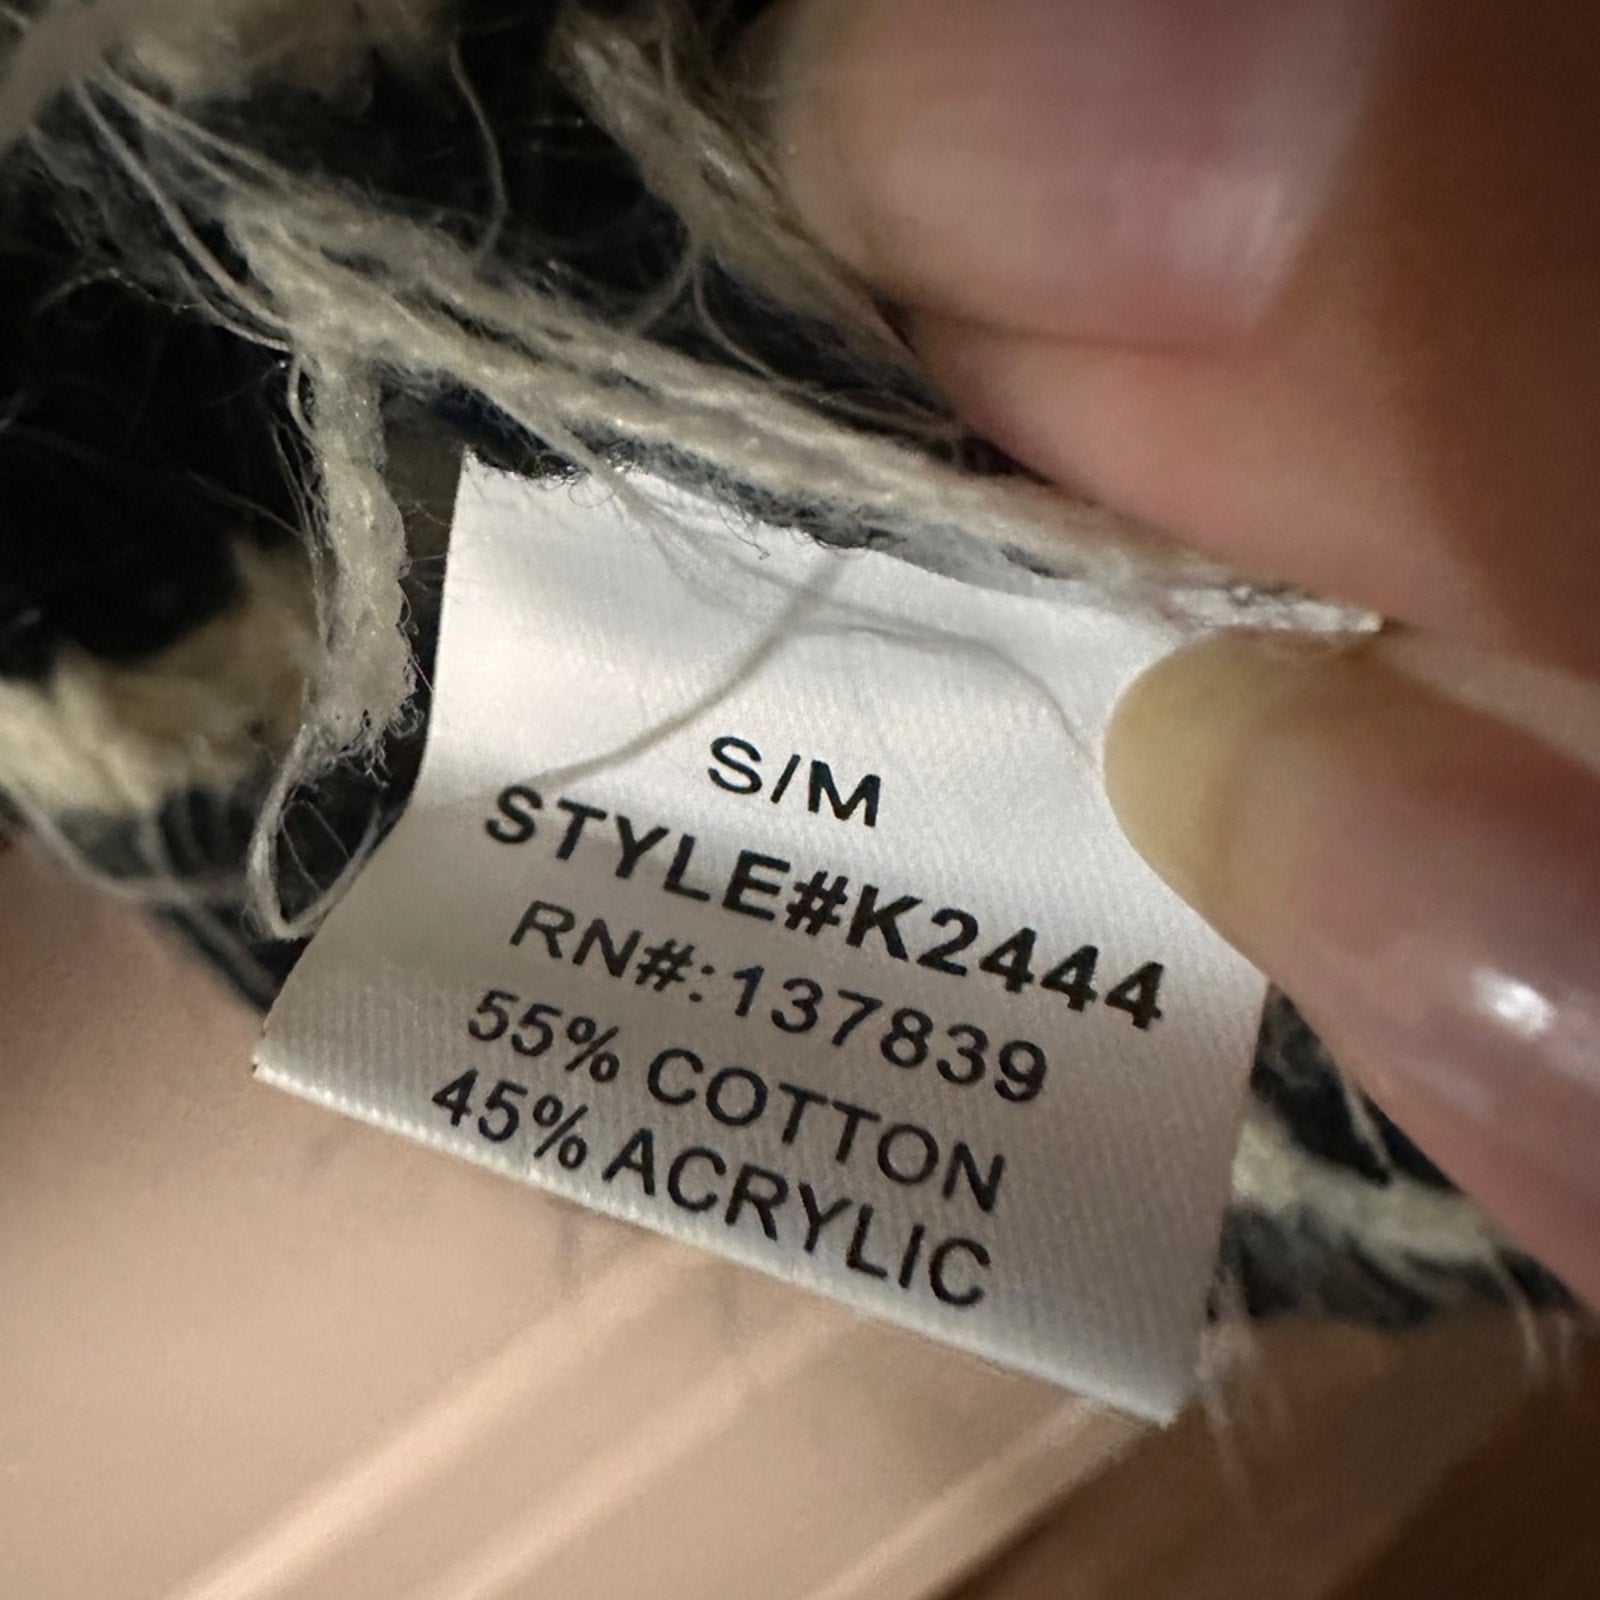 S/M
STYLE#K2444
RN#:137839
55% COTTON
45% ACRYLIC